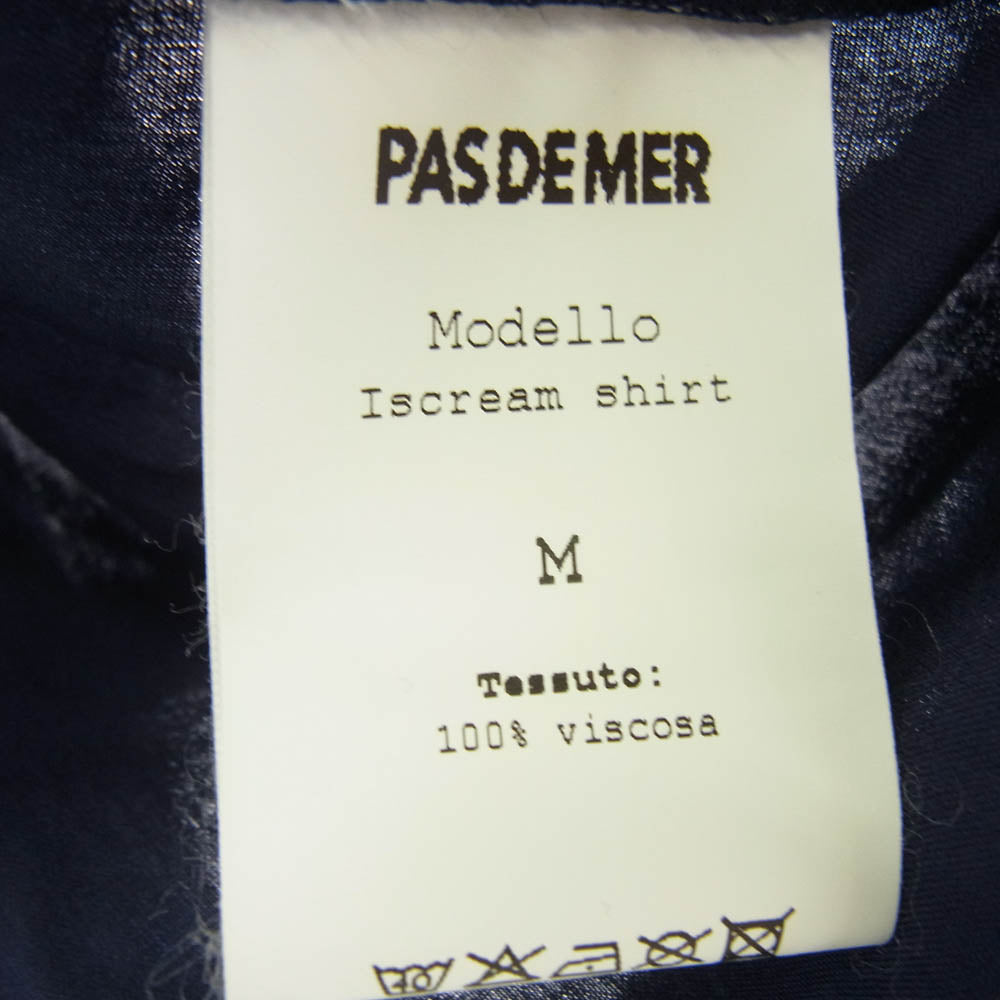 PAS DE MER
Modello
Iscream shirt
M
Tessuto:
100% viscosa